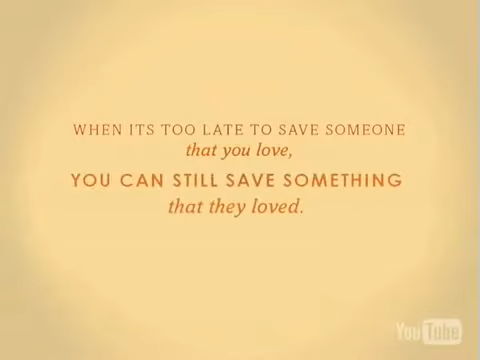 WHEN ITS TOO LATE TO SAVE SOMEONE
that you love,
YOU CAN STILL SAVE SOMETHING
that they loved.
YouTube